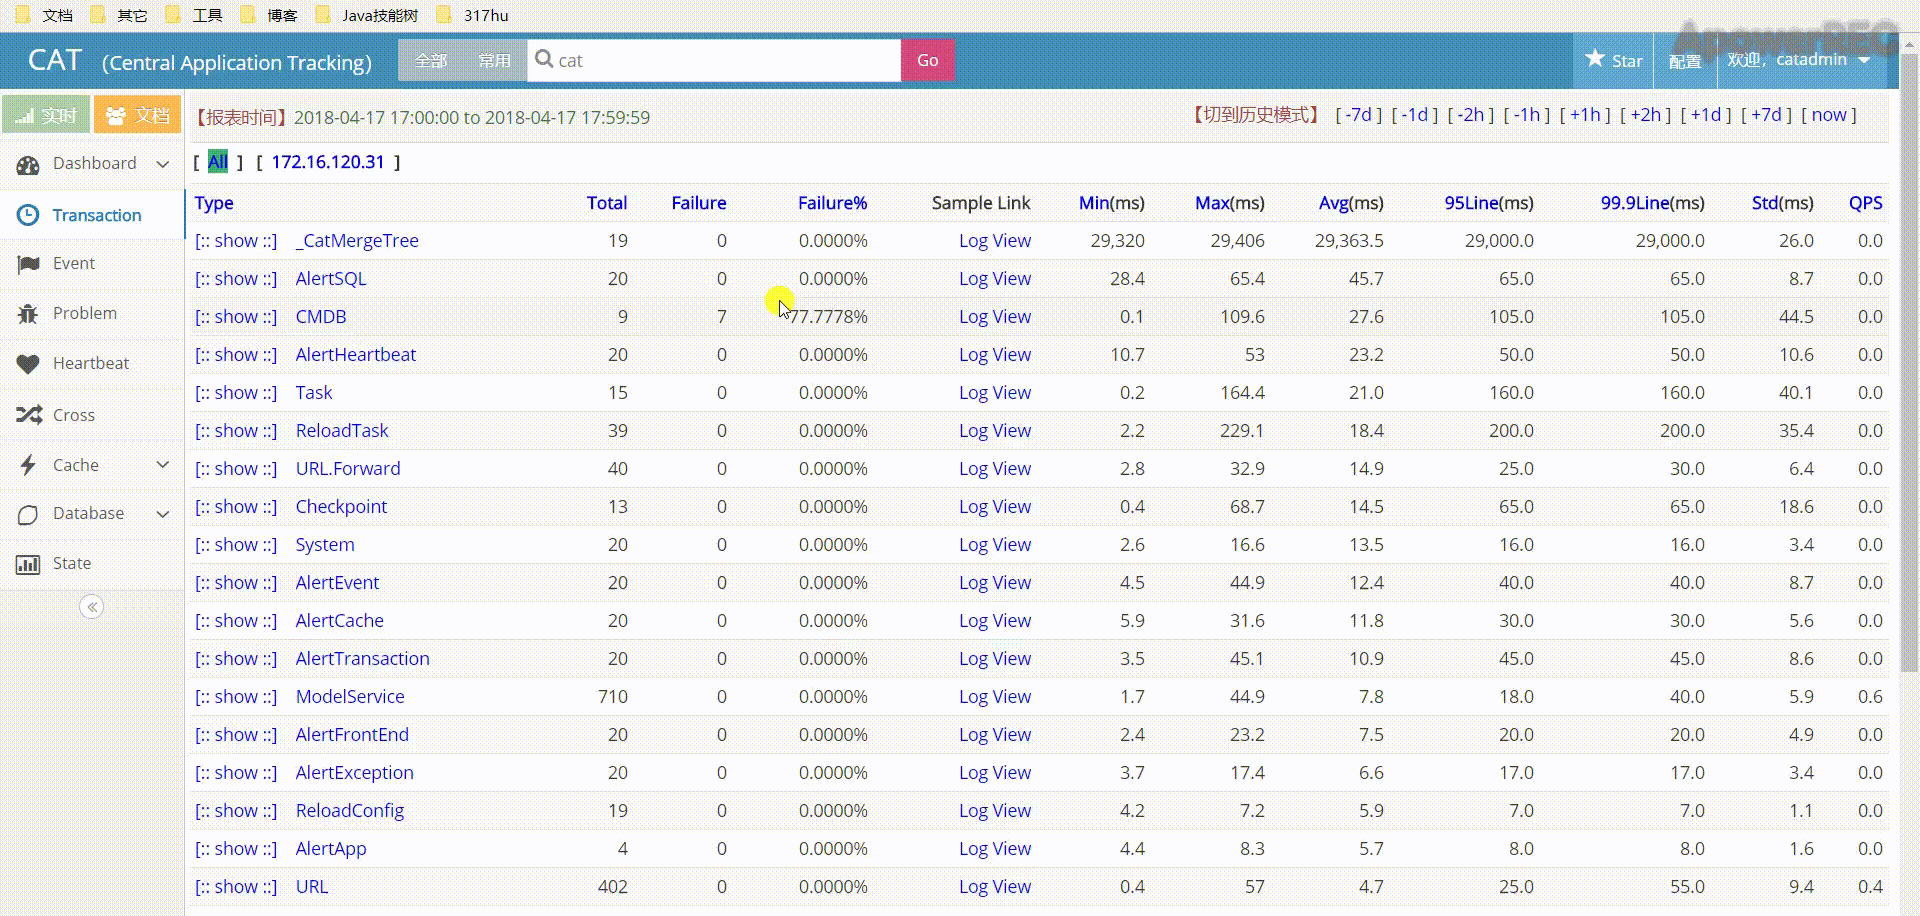 文档 其它 工具 博客 Java技能树 317hu
ApowerREC
CAT (Central Application Tracking) 全部 常用 cat Go Star 配置 欢迎，catadmin
实时 文档
【报表时间】2018-04-17 17:00:00 to 2018-04-17 17:59:59 【切到历史模式】 [ -7d ] [ -1d ] [ -2h ] [ -1h ] [ +1h ] [ +2h ] [ +1d ] [ +7d ] [ now ]
Dashboard
Transaction
Event
Problem
Heartbeat
Cross
Cache
Database
State
[ All ] [ 172.16.120.31 ]
Type Total Failure Failure% Sample Link Min(ms) Max(ms) Avg(ms) 95Line(ms) 99.9Line(ms) Std(ms) QPS
[:: show ::] _CatMergeTree 19 0 0.0000% Log View 29,320 29,406 29,363.5 29,000.0 29,000.0 26.0 0.0
[:: show ::] AlertSQL 20 0 0.0000% Log View 28.4 65.4 45.7 65.0 65.0 8.7 0.0
[:: show ::] CMDB 9 7 77.7778% Log View 0.1 109.6 27.6 105.0 105.0 44.5 0.0
[:: show ::] AlertHeartbeat 20 0 0.0000% Log View 10.7 53 23.2 50.0 50.0 10.6 0.0
[:: show ::] Task 15 0 0.0000% Log View 0.2 164.4 21.0 160.0 160.0 40.1 0.0
[:: show ::] ReloadTask 39 0 0.0000% Log View 2.2 229.1 18.4 200.0 200.0 35.4 0.0
[:: show ::] URL.Forward 40 0 0.0000% Log View 2.8 32.9 14.9 25.0 30.0 6.4 0.0
[:: show ::] Checkpoint 13 0 0.0000% Log View 0.4 68.7 14.5 65.0 65.0 18.6 0.0
[:: show ::] System 20 0 0.0000% Log View 2.6 16.6 13.5 16.0 16.0 3.4 0.0
[:: show ::] AlertEvent 20 0 0.0000% Log View 4.5 44.9 12.4 40.0 40.0 8.7 0.0
[:: show ::] AlertCache 20 0 0.0000% Log View 5.9 31.6 11.8 30.0 30.0 5.6 0.0
[:: show ::] AlertTransaction 20 0 0.0000% Log View 3.5 45.1 10.9 45.0 45.0 8.6 0.0
[:: show ::] ModelService 710 0 0.0000% Log View 1.7 44.9 7.8 18.0 40.0 5.9 0.6
[:: show ::] AlertFrontEnd 20 0 0.0000% Log View 2.4 23.2 7.5 20.0 20.0 4.9 0.0
[:: show ::] AlertException 20 0 0.0000% Log View 3.7 17.4 6.6 17.0 17.0 3.4 0.0
[:: show ::] ReloadConfig 19 0 0.0000% Log View 4.2 7.2 5.9 7.0 7.0 1.1 0.0
[:: show ::] AlertApp 4 0 0.0000% Log View 4.4 8.3 5.7 8.0 8.0 1.6 0.0
[:: show ::] URL 402 0 0.0000% Log View 0.4 57 4.7 25.0 55.0 9.4 0.4